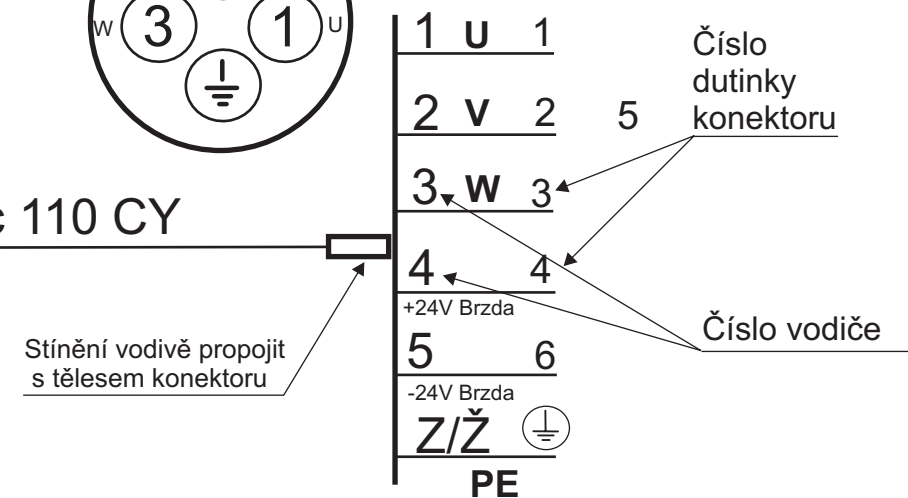 W 3 1 U
1 U 1
2 V 2 5
3 W 3
4 4
+24V Brzda
5 6
-24V Brzda
Z/Ž
PE
Číslo
dutinky
konektoru
110 CY
Stínění vodivě propojit
s tělesem konektoru
Číslo vodiče